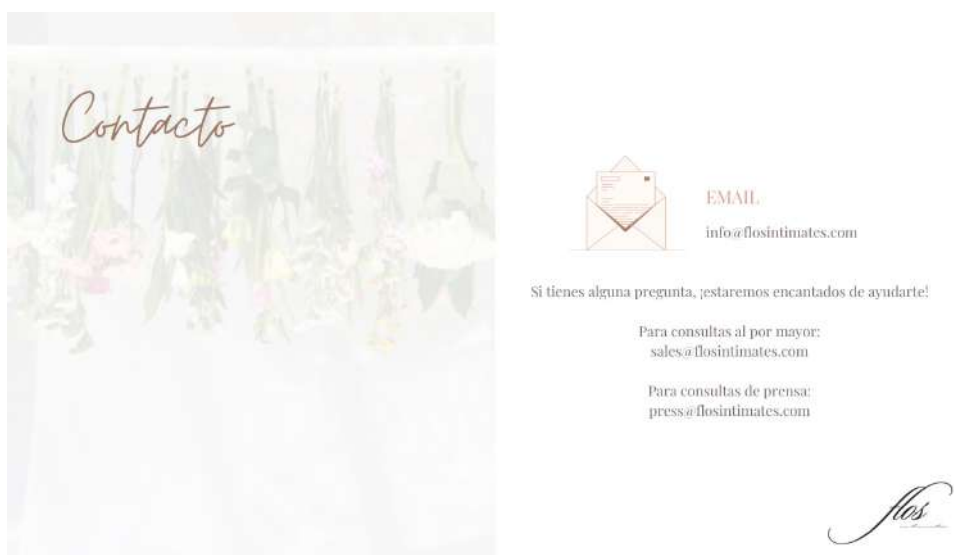 Contacto
EMAIL
info@flosintimates.com
Si tienes alguna pregunta, ¡estaremos encantados de ayudarte!
Para consultas al por mayor:
sales@flosintimates.com
Para consultas de prensa:
press@flosintimates.com
flos